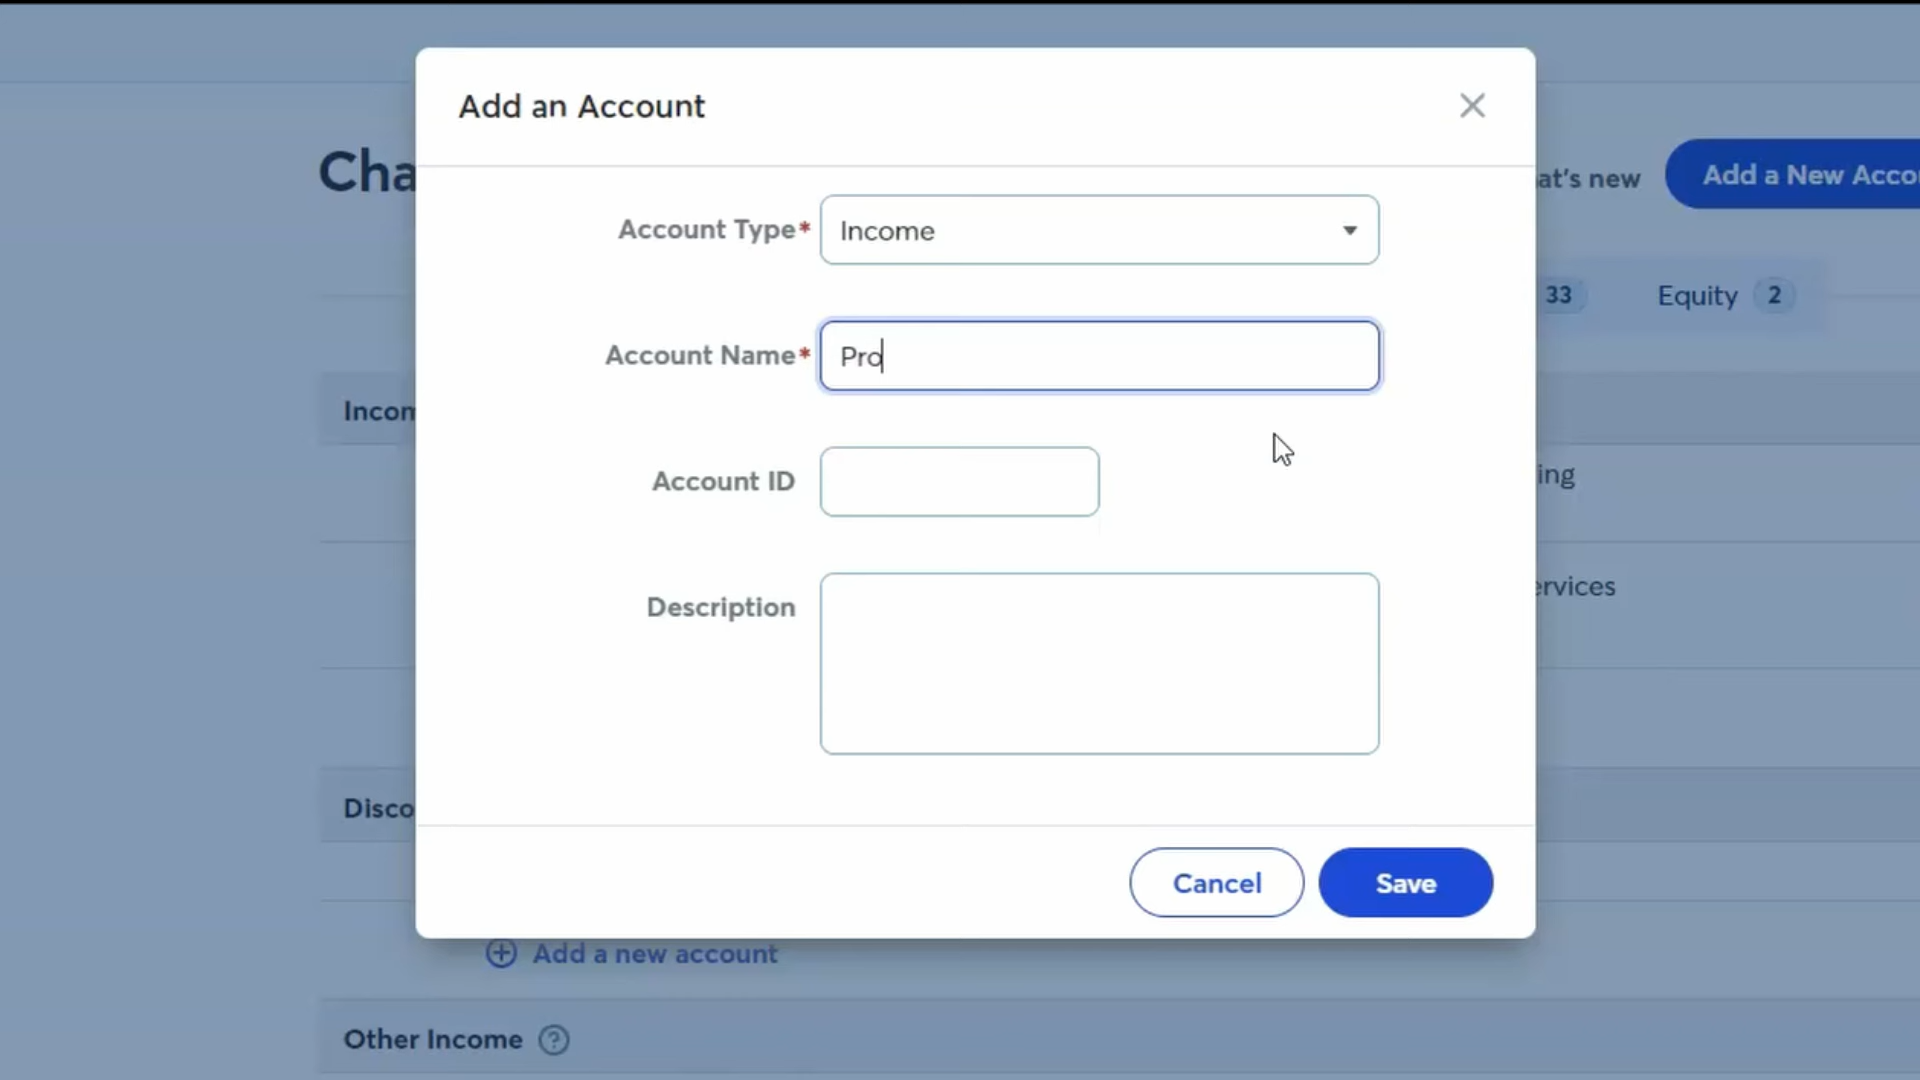 Add an Account
Cha
at's new
Add a New Acco
Account Type*
Income
33
Equity 2
Account Name*
Pro
Incom
Account ID
ing
Description
ervices
Disco
Cancel
Save
Add a new account
Other Income ?